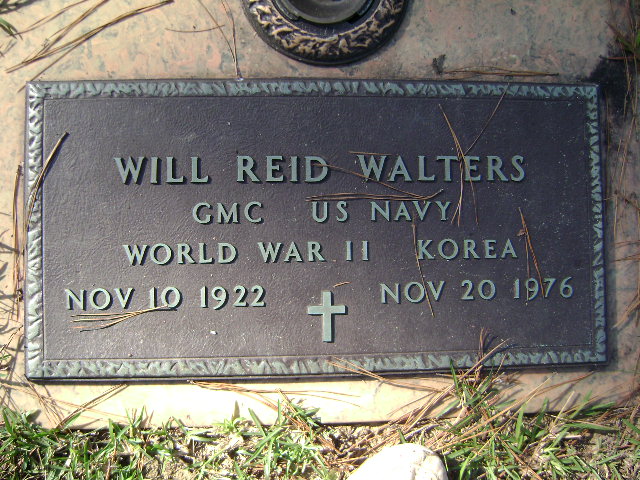 WILL REID WALTERS
GMC US NAVY
WORLD WAR II KOREA
NOV 10 1922 NOV 20 1976